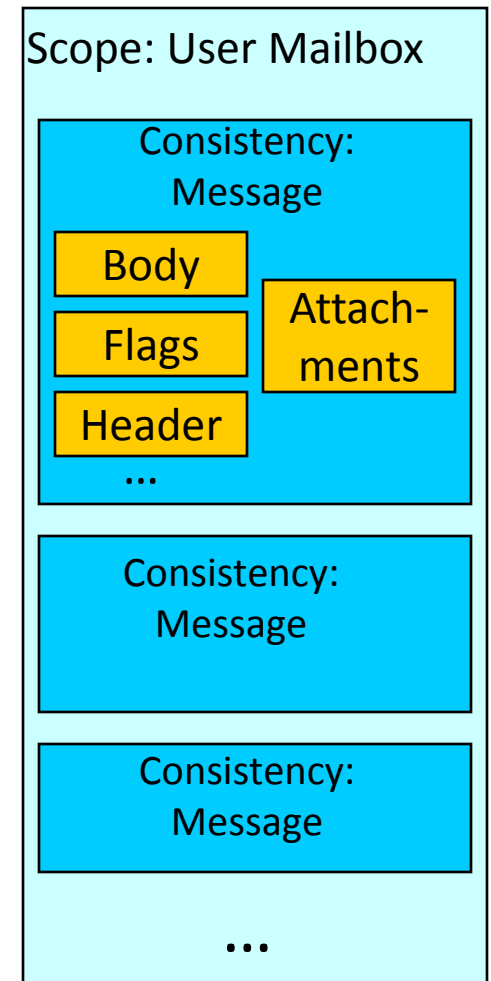 Scope: User Mailbox
Consistency:
Message
Body
Flags
Header
...
Attach-
ments
Consistency:
Message
Consistency:
Message
...